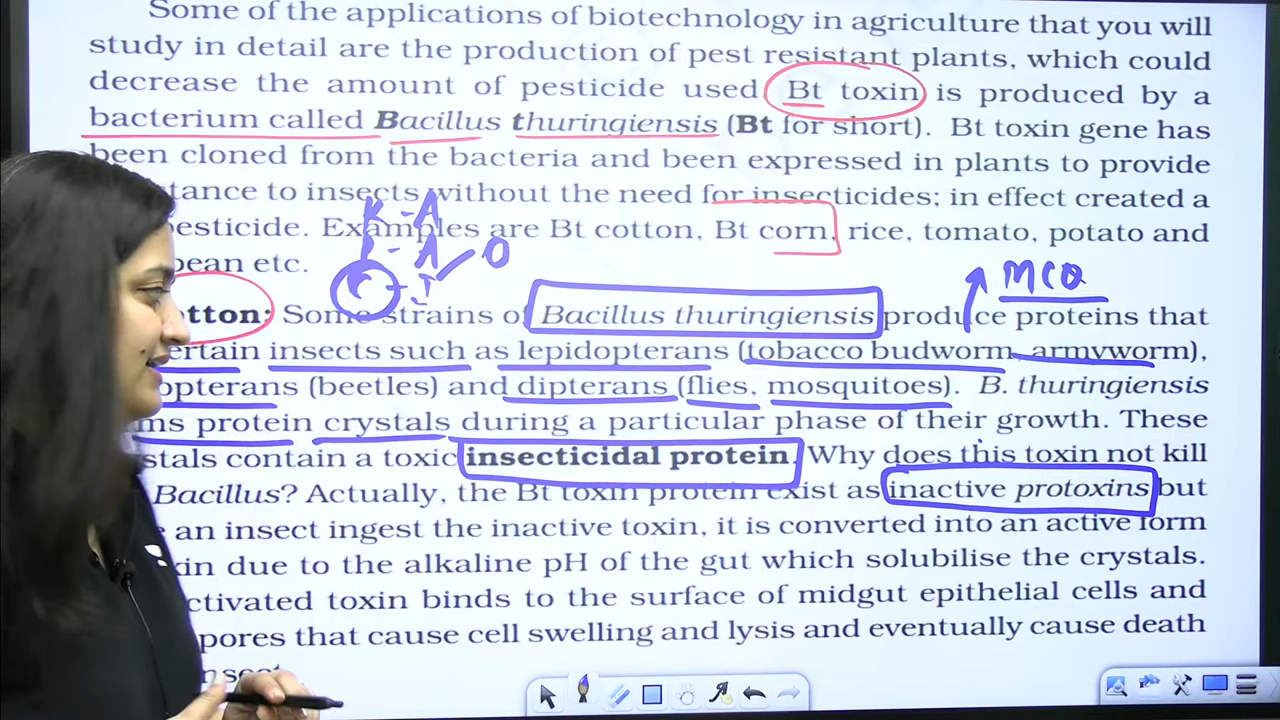 Some of the applications of biotechnology in agriculture that you will
study in detail are the production of pest resistant plants, which could
decrease the amount of pesticide used Bt toxin is produced by a
bacterium called Bacillus thuringiensis (Bt for short). Bt toxin gene has
been cloned from the bacteria and been expressed in plants to provide
tance to insects without the need for insecticides; in effect created a
esticide. Examples are Bt cotton, Bt corn, rice, tomato, potato and
bean etc.
K - A
- A O
MCQ
tton: Some strains of Bacillus thuringiensis produce proteins that
ertain insects such as lepidopterans (tobacco budworm, armyworm),
opterans (beetles) and dipterans (flies, mosquitoes). B. thuringiensis
ms protein crystals during a particular phase of their growth. These
stals contain a toxic insecticidal protein. Why does this toxin not kill
Bacillus? Actually, the Bt toxin protein exist as inactive protoxins but
an insect ingest the inactive toxin, it is converted into an active form
xin due to the alkaline pH of the gut which solubilise the crystals.
ctivated toxin binds to the surface of midgut epithelial cells and
pores that cause cell swelling and lysis and eventually cause death